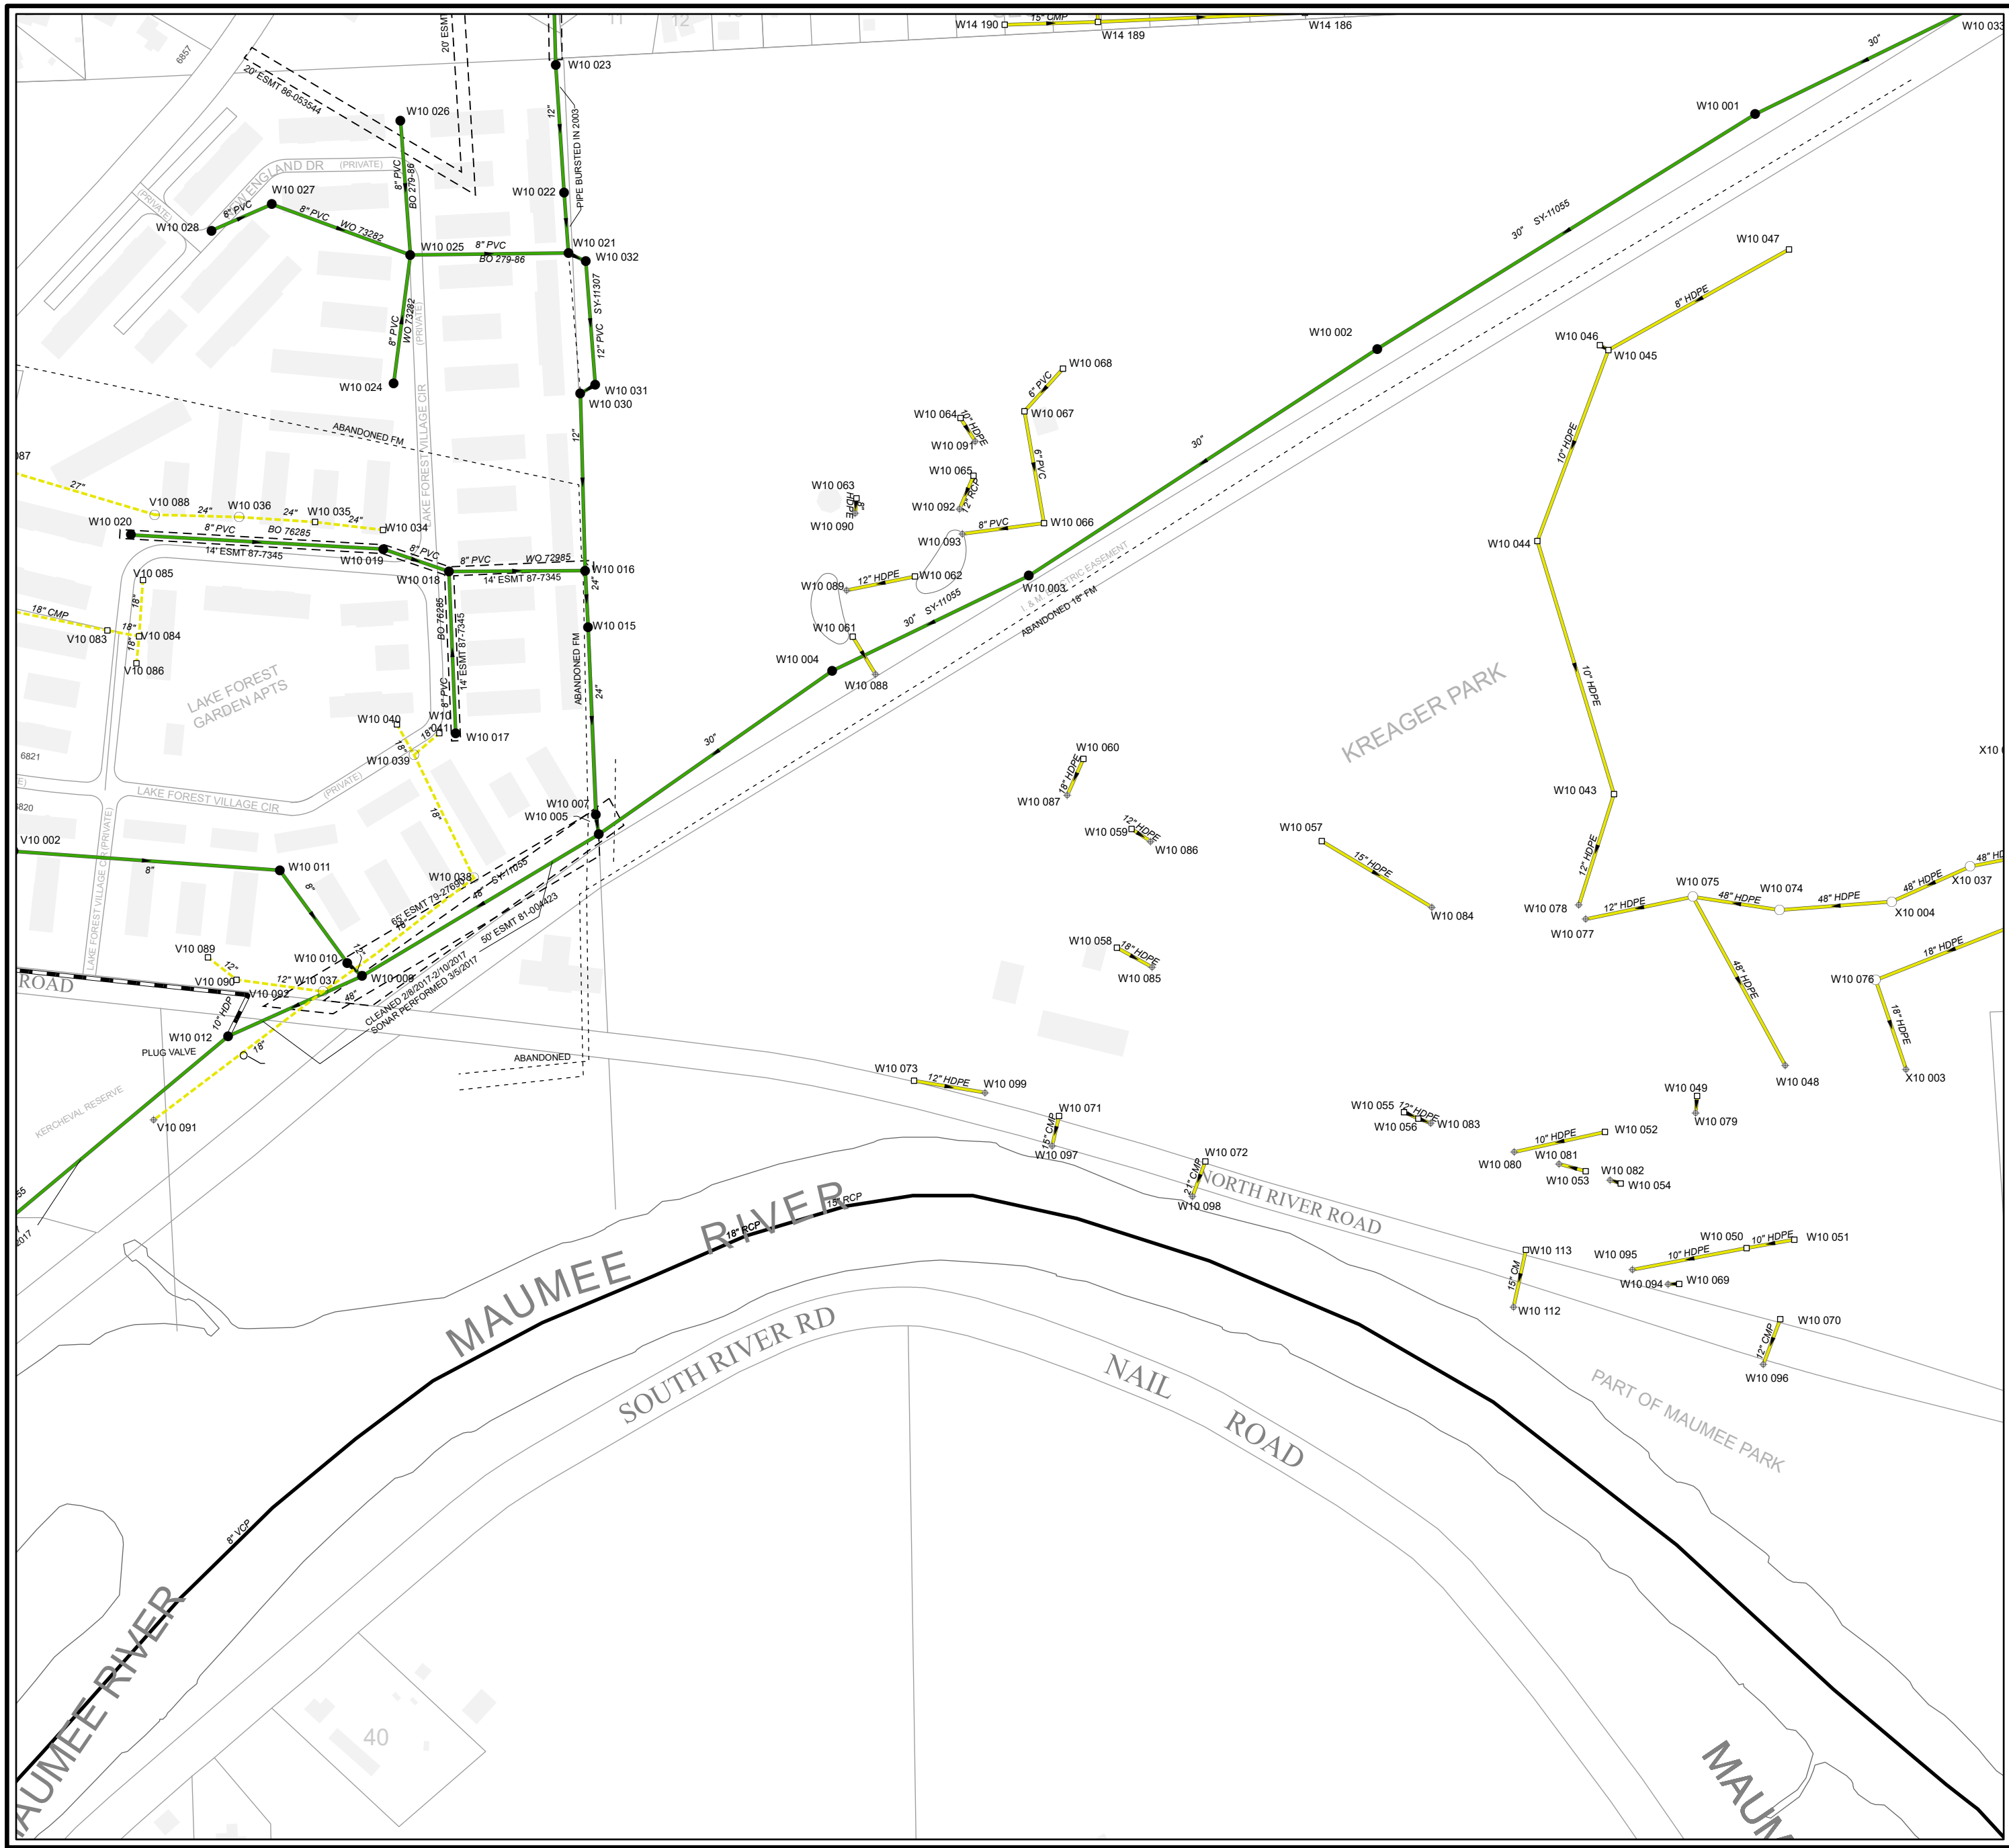 W14 190
15" CMP
W14 189
W14 186
W10 033
30"
6857
20' ESMT 86-053544
20' ESMT
W10 023
12"
PIPE BURSTED IN 2003
W10 026
8" PVC
BO 279-86
W10 001
W10 022
ENGLAND DR
(PRIVATE)
(PRIVATE)
W10 027
8" PVC
8" PVC
WO 73282
W10 028
W10 025
8" PVC
BO 279-86
W10 021
W10 032
SY-11307
12" PVC
30"
SY-11055
W10 047
8" HDPE
8" PVC
WO 73282
(PRIVATE)
W10 024
W10 031
W10 030
W10 002
W10 046
W10 045
W10 068
6" PVC
W10 067
W10 064
10" HDPE
W10 091
ABANDONED FM
LAKE FOREST VILLAGE CIR
12"
30"
10" HDPE
6" PVC
W10 065
12" RCP
W10 092
W10 063
8"
HDPE
W10 090
27"
V10 088
24"
W10 036
24"
W10 035
24"
W10 034
W10 020
8" PVC
BO 76285
14' ESMT 87-7345
W10 019
8" PVC
W10 018
8" PVC
WO 72985
14' ESMT 87-7345
W10 016
24"
W10 066
8" PVC
W10 093
W10 044
W10 062
12" HDPE
W10 089
W10 003
I. & M. ELECTRIC EASEMENT
ABANDONED 18" FM
30"
SY-11055
V10 085
18"
18" CMP
V10 083
18"
V10 084
18"
V10 086
BO 76285
14' ESMT 87-7345
8" PVC
W10 015
W10 061
W10 004
W10 088
ABANDONED FM
24"
10" HDPE
LAKE FOREST
GARDEN APTS
KREAGER PARK
W10 040
W10
041
18"
18"
W10 039
W10 017
30"
6821
LAKE FOREST VILLAGE CIR
(PRIVATE)
W10 060
18" HDPE
W10 087
W10 043
W10 007
W10 005
12" HDPE
W10 059
W10 086
W10 057
15" HDPE
W10 084
12" HDPE
W10 078
W10 077
12" HDPE
W10 075
48" HDPE
W10 074
48" HDPE
48" HDPE
X10 037
X10 004
V10 002
8"
W10 011
8"
LAKE FOREST VILLAGE CIR (PRIVATE)
18"
W10 038
65' ESMT 79-27690
18"
48"
SY-11055
50' ESMT 81-004423
W10 058
18" HDPE
W10 085
48" HDPE
18" HDPE
W10 076
18" HDPE
X10 003
V10 089
12"
V10 090
12"
W10 037
W10 010
W10 009
V10 092
ROAD
10" HDP
48"
CLEANED 2/8/2017-2/10/2017
SONAR PERFORMED 3/5/2017
W10 012
PLUG VALVE
18"
ABANDONED
W10 048
W10 073
12" HDPE
W10 099
W10 071
15" CMP
W10 097
W10 055
12" HDPE
W10 056
W10 083
W10 049
W10 079
V10 091
KERCHEVAL RESERVE
W10 052
10" HDPE
W10 080
W10 081
W10 082
W10 053
W10 054
W10 072
21" CMP
W10 098
NORTH RIVER ROAD
MAUMEE RIVER
18" RCP
15" RCP
W10 113
15" CM
W10 112
W10 050
10" HDPE
W10 051
W10 095
10" HDPE
W10 094
W10 069
W10 070
12" CMP
W10 096
SOUTH RIVER RD
NAIL
ROAD
PART OF MAUMEE PARK
8" VCP
MAUMEE RIVER
40
MAUM